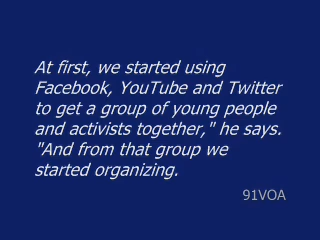 At first, we started using
Facebook, YouTube and Twitter
to get a group of young people
and activists together," he says.
"And from that group we
started organizing.
91VOA